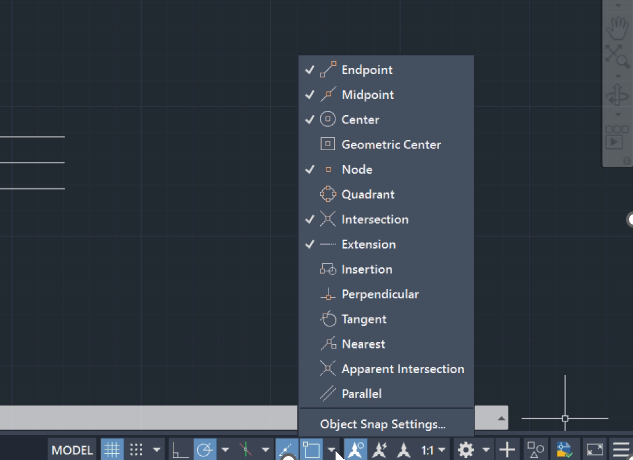 Endpoint
Midpoint
Center
Geometric Center
Node
Quadrant
Intersection
Extension
Insertion
Perpendicular
Tangent
Nearest
Apparent Intersection
Parallel
Object Snap Settings...
MODEL 1:1